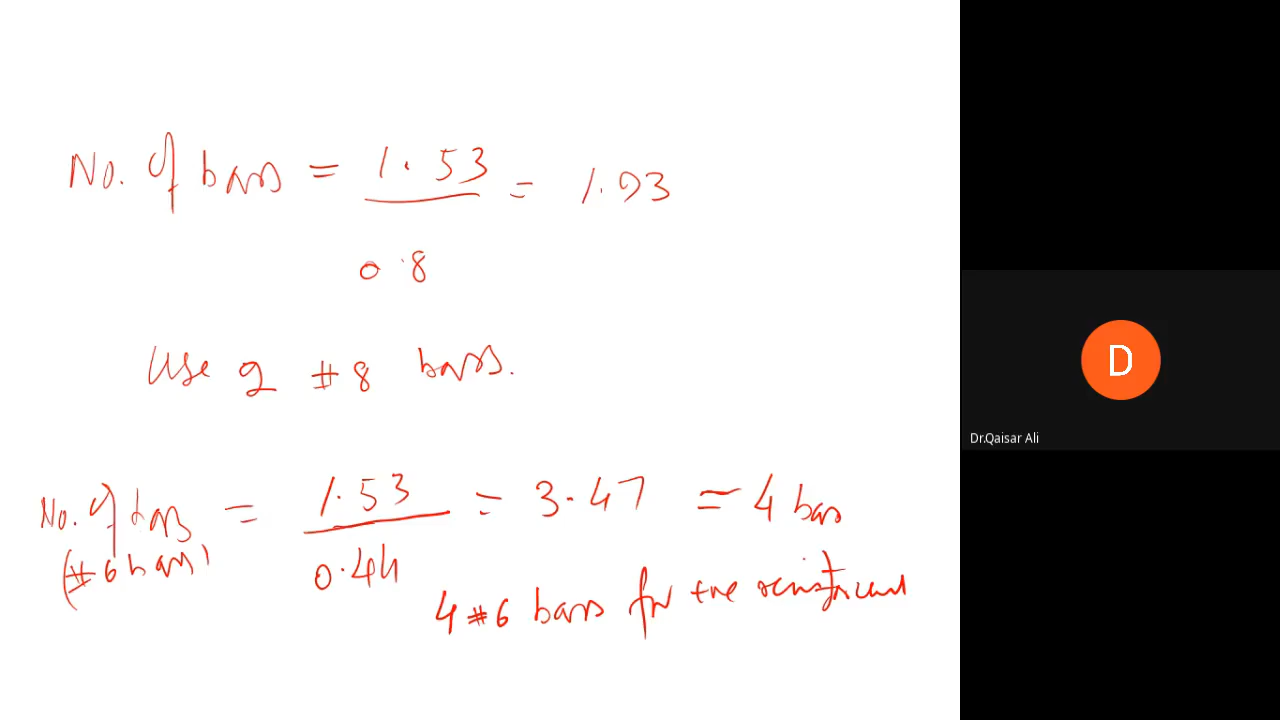 No. of bars = 1.53 / 0.8 = 1.93
Use 2 #8 bars.
No. of bars (#6 bars) = 1.53 / 0.44 = 3.47 = 4 bars
4 #6 bars for +ve reinforcement
D
Dr.Qaisar Ali